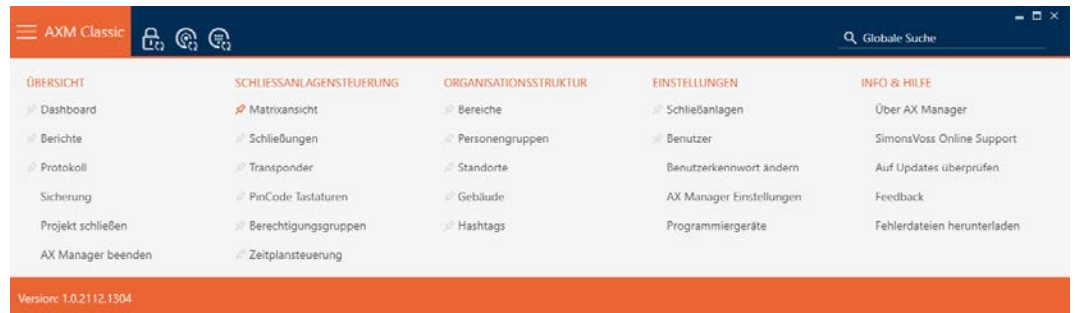 AXM Classic
Globale Suche
ÜBERSICHT
Dashboard
Berichte
Protokoll
Sicherung
Projekt schließen
AX Manager beenden
SCHLIESSANLAGENSTEUERUNG
Matrixansicht
Schließungen
Transponder
PinCode Tastaturen
Berechtigungsgruppen
Zeitplansteuerung
ORGANISATIONSSTRUKTUR
Bereiche
Personengruppen
Standorte
Gebäude
Hashtags
EINSTELLUNGEN
Schließanlagen
Benutzer
Benutzerkennwort ändern
AX Manager Einstellungen
Programmiergeräte
INFO & HILFE
Über AX Manager
SimonsVoss Online Support
Auf Updates überprüfen
Feedback
Fehlerdateien herunterladen
Version: 1.0.2112.1304